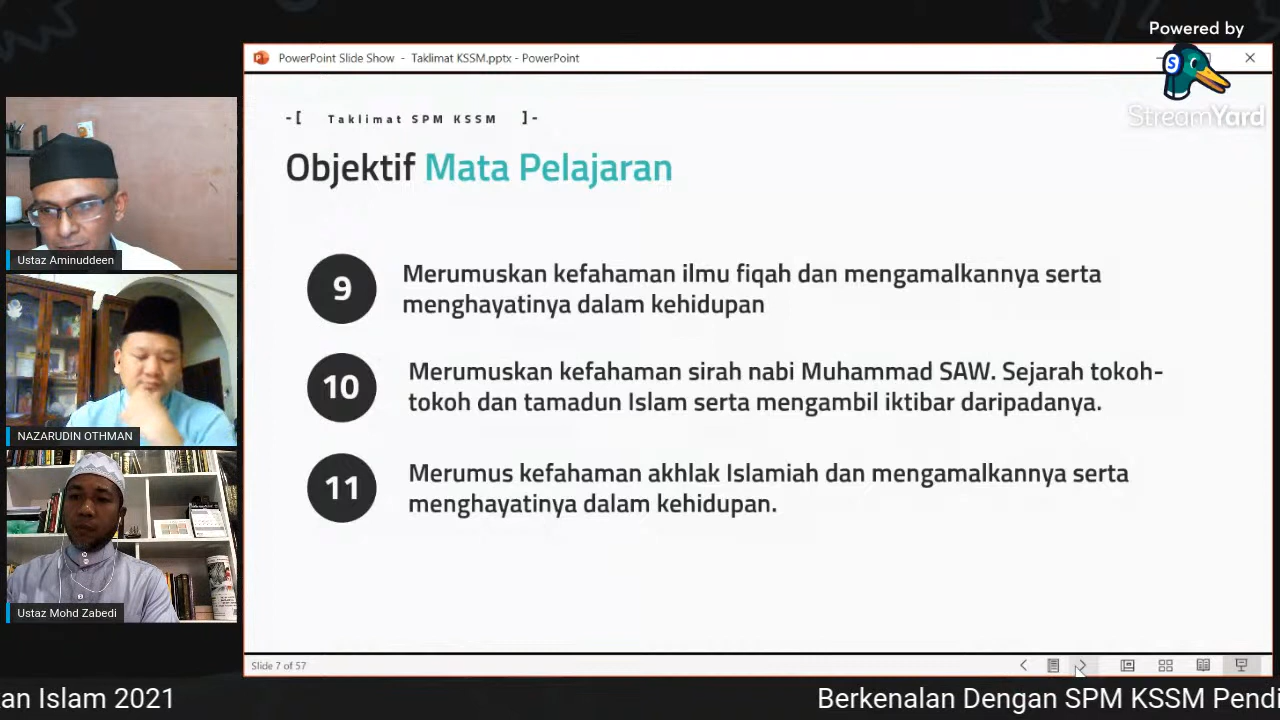 Powered by
StreamYard
PowerPoint Slide Show - Taklimat KSSM.pptx - PowerPoint
-[ Taklimat SPM KSSM ]-
Objektif Mata Pelajaran
9
Merumuskan kefahaman ilmu fiqah dan mengamalkannya serta
menghayatinya dalam kehidupan
10
Merumuskan kefahaman sirah nabi Muhammad SAW. Sejarah tokoh-
tokoh dan tamadun Islam serta mengambil iktibar daripadanya.
11
Merumus kefahaman akhlak Islamiah dan mengamalkannya serta
menghayatinya dalam kehidupan.
Slide 7 of 57
Ustaz Aminuddeen
NAZARUDIN OTHMAN
Ustaz Mohd Zabedi
an Islam 2021
Berkenalan Dengan SPM KSSM Pendi